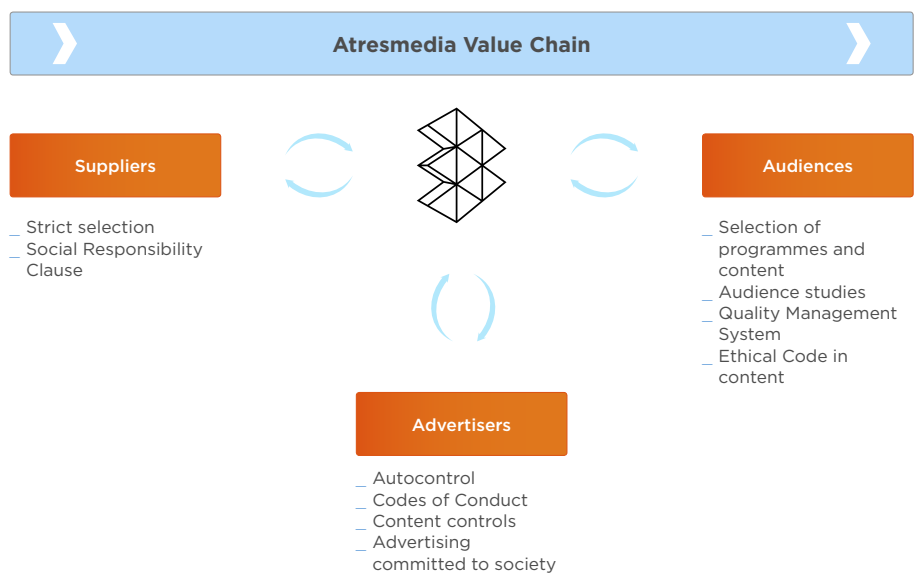 Atresmedia Value Chain
Suppliers
_ Strict selection
_ Social Responsibility
Clause
Audiences
_ Selection of
programmes and
content
_ Audience studies
_ Quality Management
System
_ Ethical Code in
content
Advertisers
_ Autocontrol
_ Codes of Conduct
_ Content controls
_ Advertising
committed to society